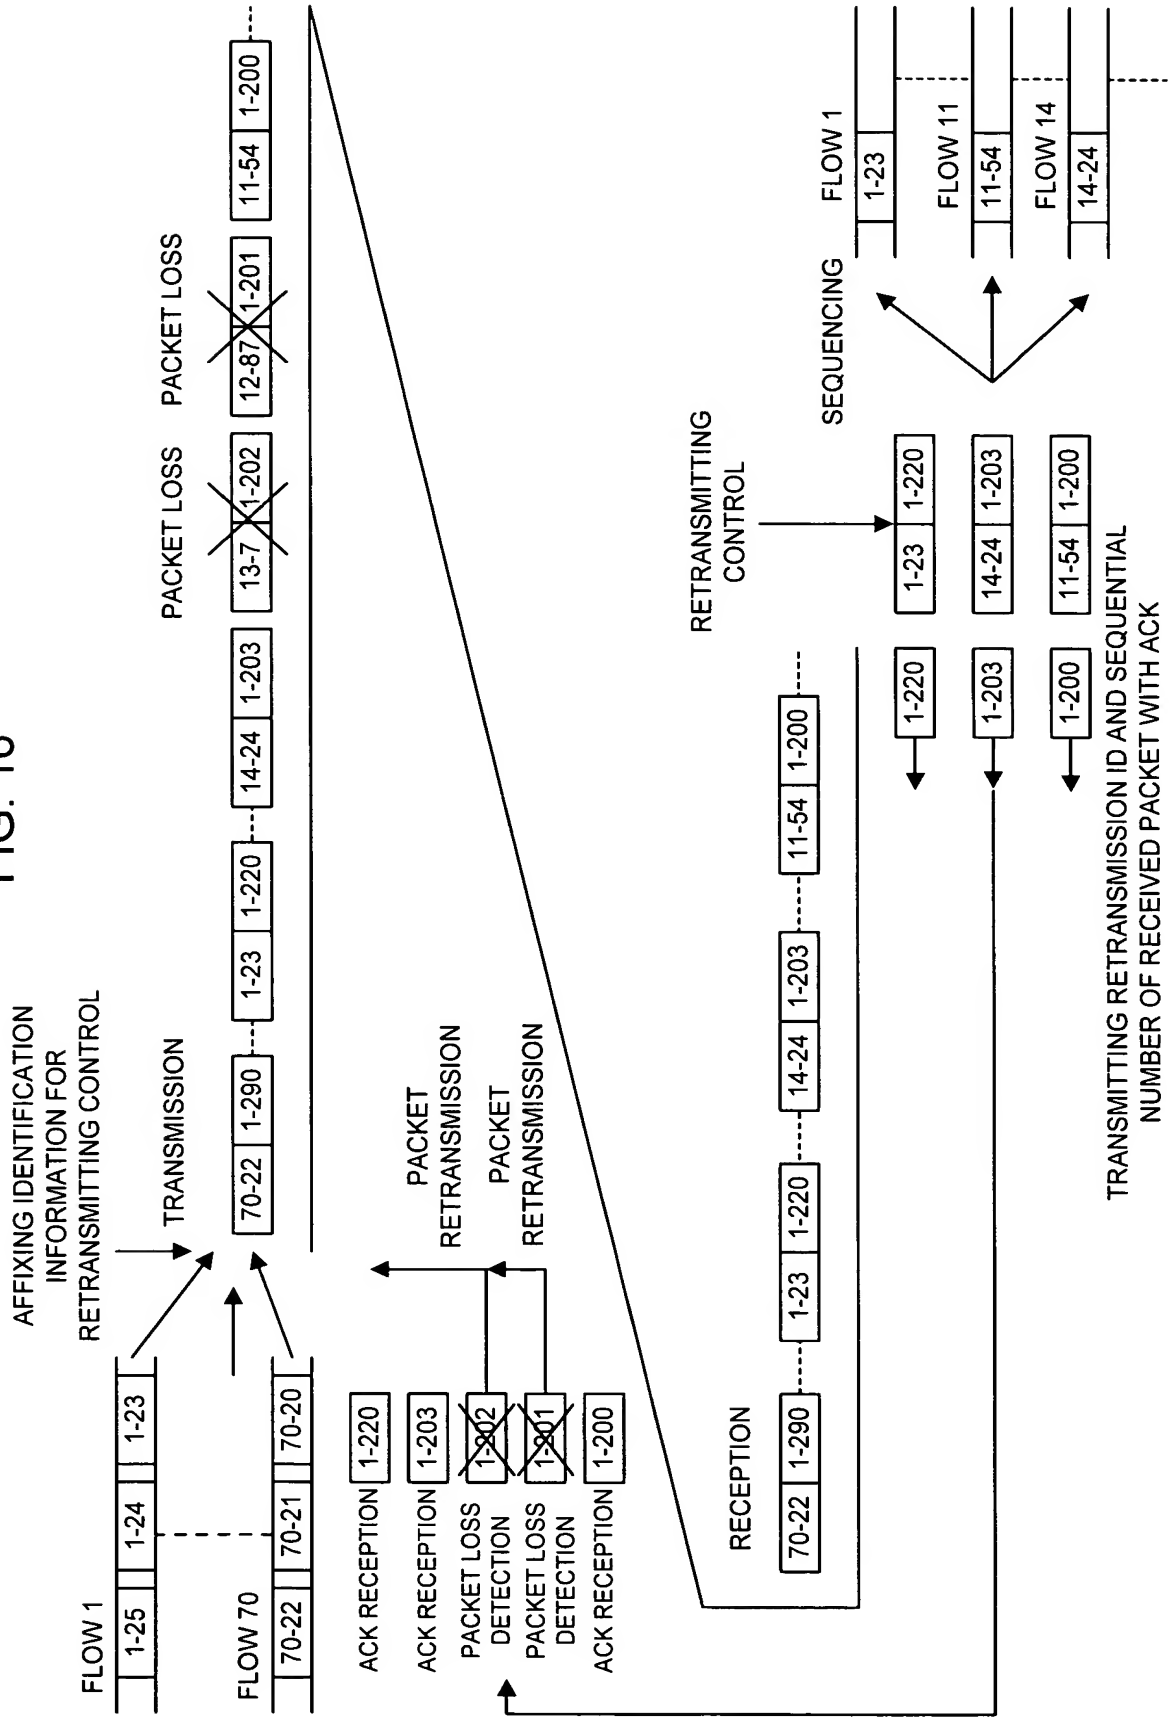 FIG.
AFFIXING IDENTIFICATION
INFORMATION FOR
RETRANSMITTING CONTROL
FLOW 1
1-25 1-24 1-23
FLOW 70
70-22 70-21 70-20
TRANSMISSION
PACKET LOSS
PACKET LOSS
70-22 1-290 1-23 1-220 14-24 1-203 13-7 1-202 12-87 1-201 11-54 1-200
ACK RECEPTION 1-220
ACK RECEPTION 1-203
PACKET LOSS
DETECTION
1-202
PACKET LOSS
DETECTION
1-201
ACK RECEPTION 1-200
PACKET
RETRANSMISSION
PACKET
RETRANSMISSION
RECEPTION
70-22 1-290 1-23 1-220 14-24 1-203 11-54 1-200
RETRANSMITTING
CONTROL
1-220 1-23 1-220
1-203 14-24 1-203
1-200 11-54 1-200
TRANSMITTING RETRANSMISSION ID AND SEQUENTIAL
NUMBER OF RECEIVED PACKET WITH ACK
SEQUENCING
FLOW 1
1-23
FLOW 11
11-54
FLOW 14
14-24